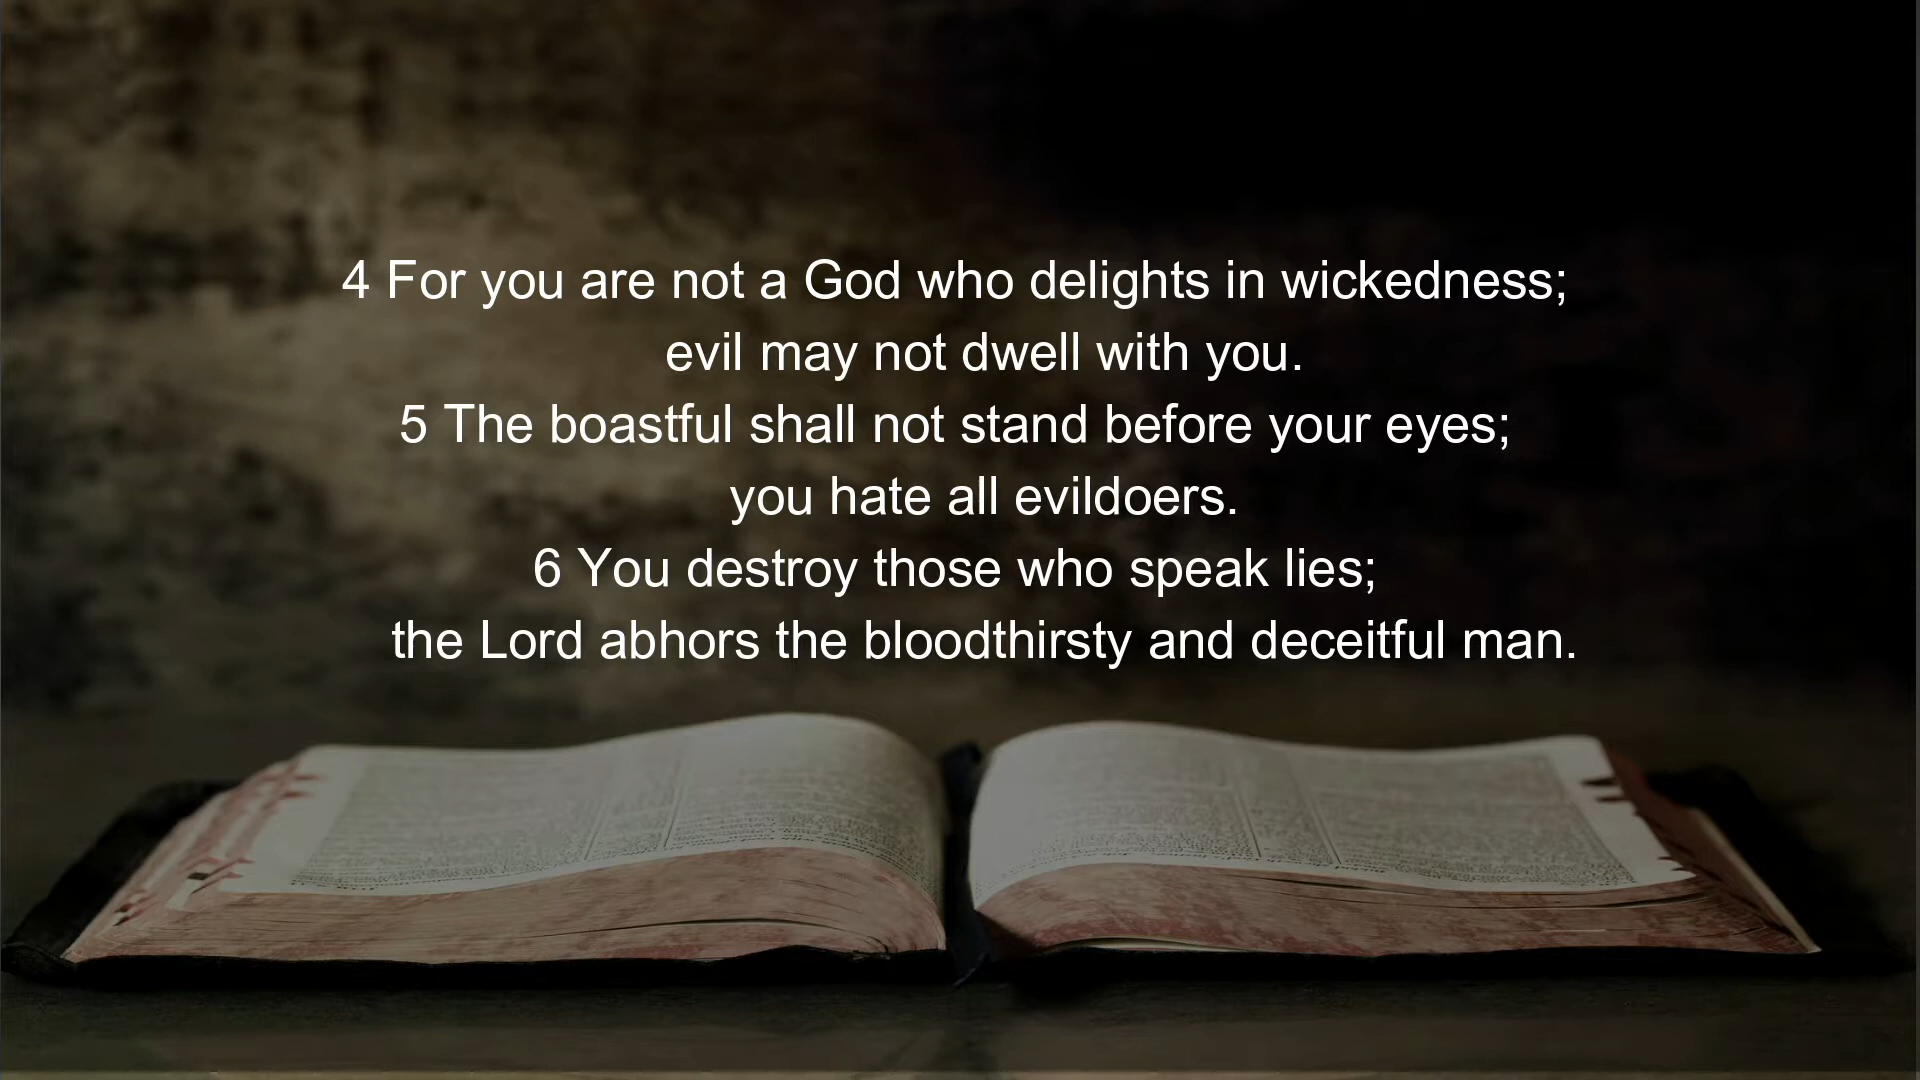 4 For you are not a God who delights in wickedness;
evil may not dwell with you.
5 The boastful shall not stand before your eyes;
you hate all evildoers.
6 You destroy those who speak lies;
the Lord abhors the bloodthirsty and deceitful man.